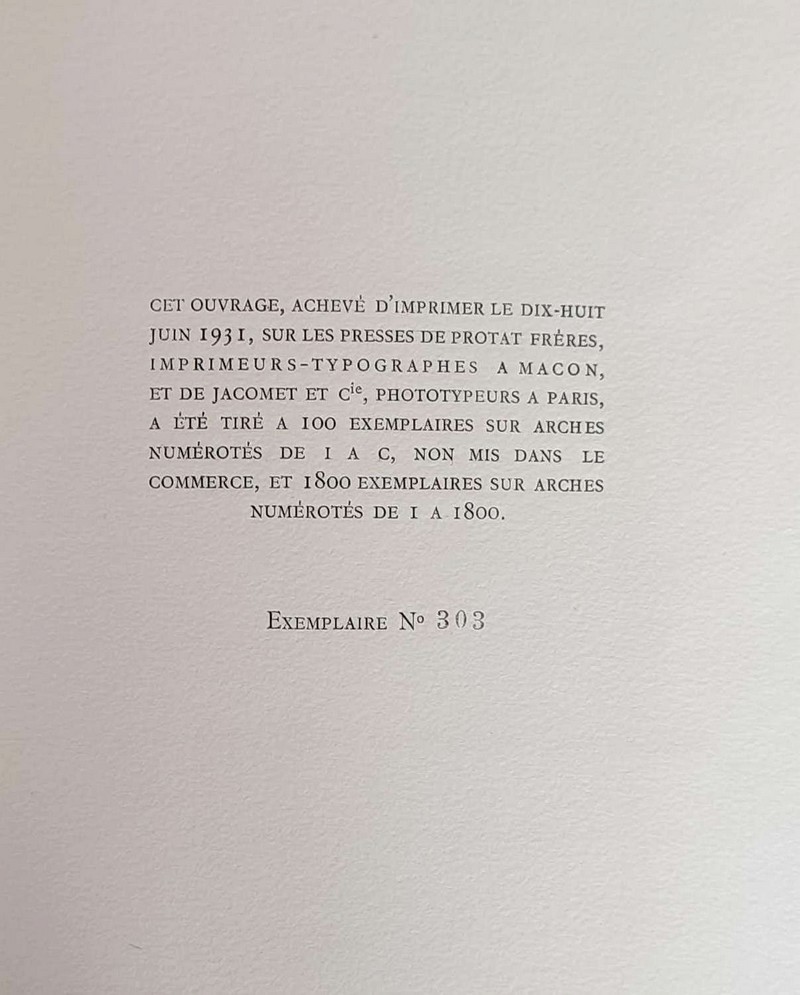 CET OUVRAGE, ACHEVÉ D'IMPRIMER LE DIX-HUIT
JUIN 1931, SUR LES PRESSES DE PROTAT FRÈRES,
IMPRIMEURS-TYPOGRAPHES A MACON,
ET DE JACOMET ET Cie, PHOTOTYPEURS A PARIS,
A ÉTÉ TIRÉ A 100 EXEMPLAIRES SUR ARCHES
NUMÉROTÉS DE I A C, NON MIS DANS LE
COMMERCE, ET 1800 EXEMPLAIRES SUR ARCHES
NUMÉROTÉS DE 1 A 1800.
EXEMPLAIRE No 303